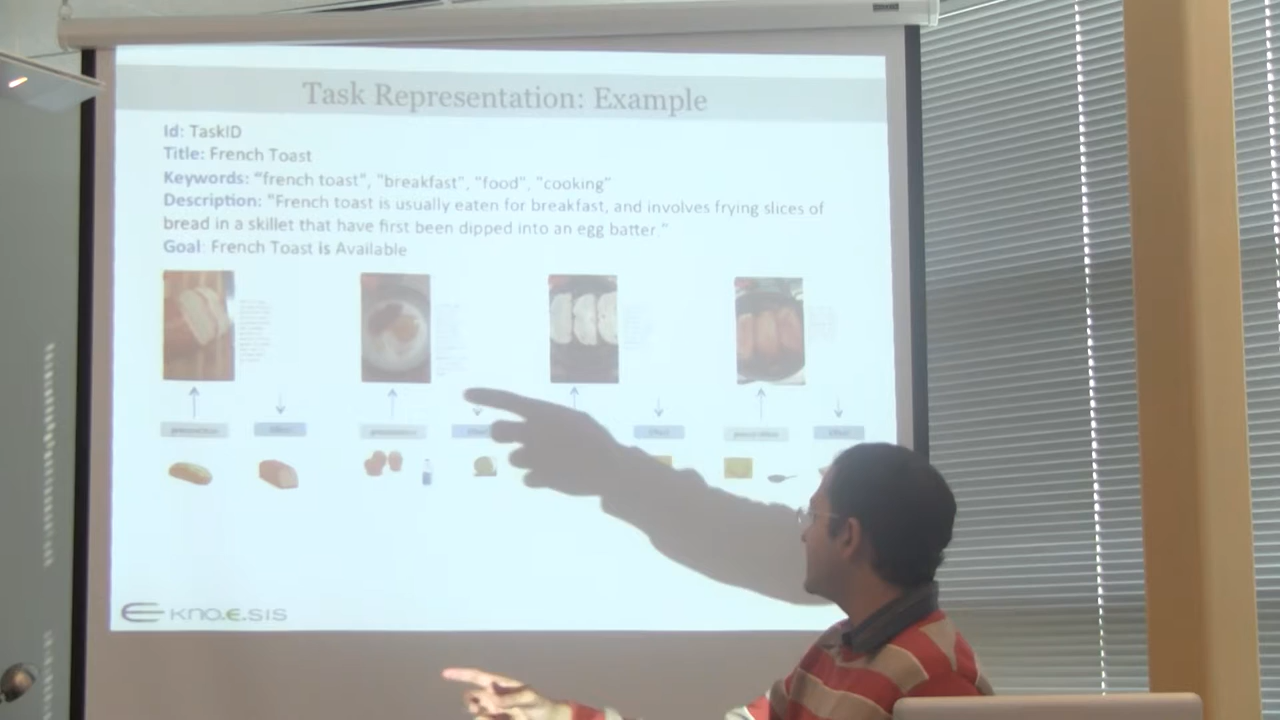 Task Representation: Example
Id: TaskID
Title: French Toast
Keywords: "french toast", "breakfast", "food", "cooking"
Description: "French toast is usually eaten for breakfast, and involves frying slices of
bread in a skillet that have first been dipped into an egg batter."
Goal: French Toast is Available
KNO.E.SIS